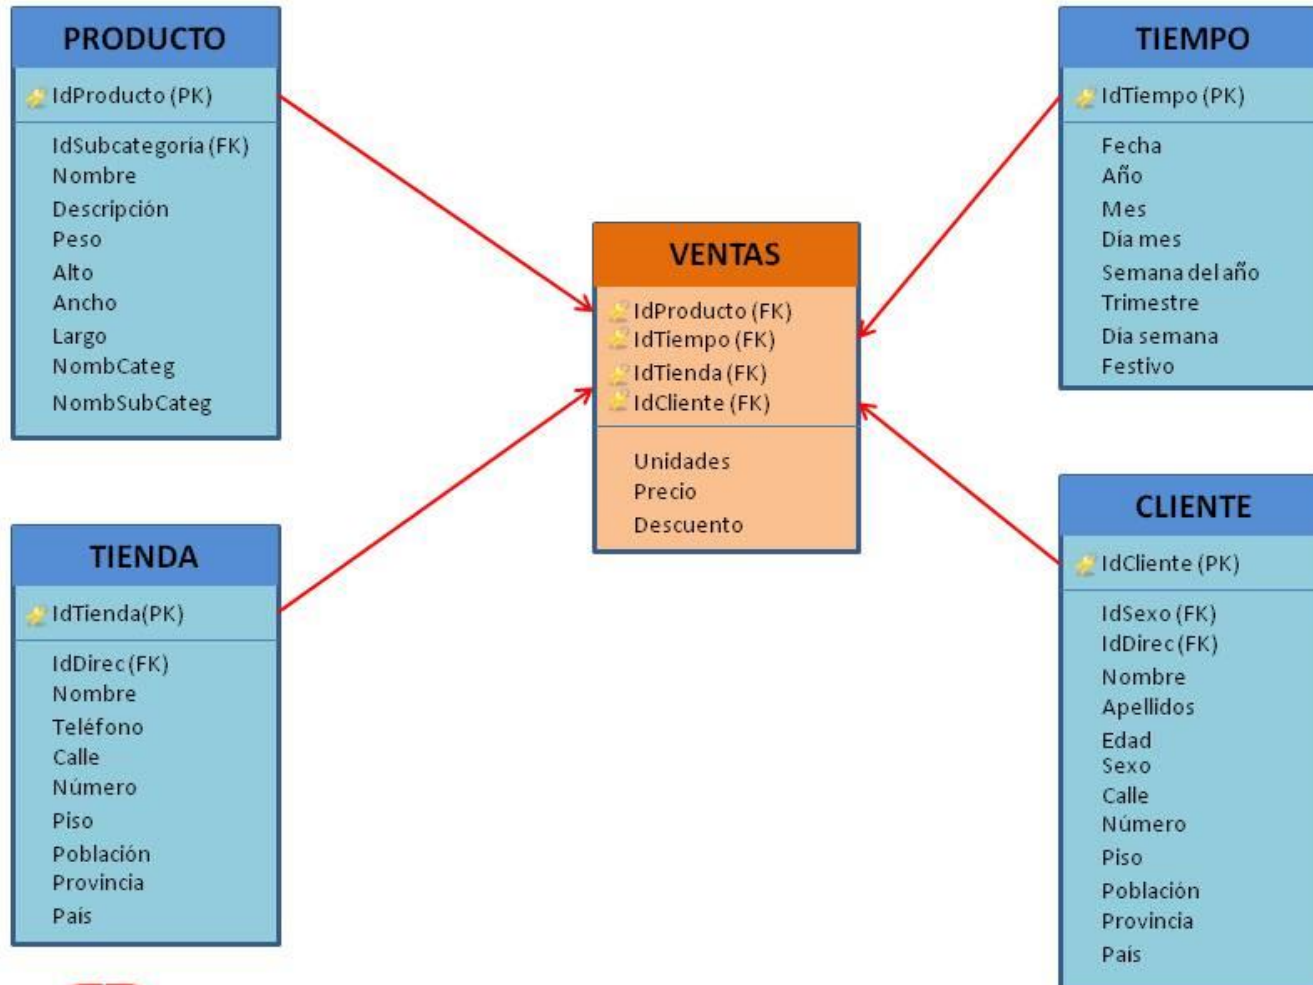 PRODUCTO
IdProducto (PK)
IdSubcategoría (FK)
Nombre
Descripción
Peso
Alto
Ancho
Largo
NombCateg
NombSubCateg
TIENDA
IdTienda(PK)
IdDirec (FK)
Nombre
Teléfono
Calle
Número
Piso
Población
Provincia
País
VENTAS
IdProducto (FK)
IdTiempo (FK)
IdTienda (FK)
IdCliente (FK)
Unidades
Precio
Descuento
TIEMPO
IdTiempo (PK)
Fecha
Año
Mes
Día mes
Semana del año
Trimestre
Día semana
Festivo
CLIENTE
IdCliente (PK)
IdSexo (FK)
IdDirec (FK)
Nombre
Apellidos
Edad
Sexo
Calle
Número
Piso
Población
Provincia
País